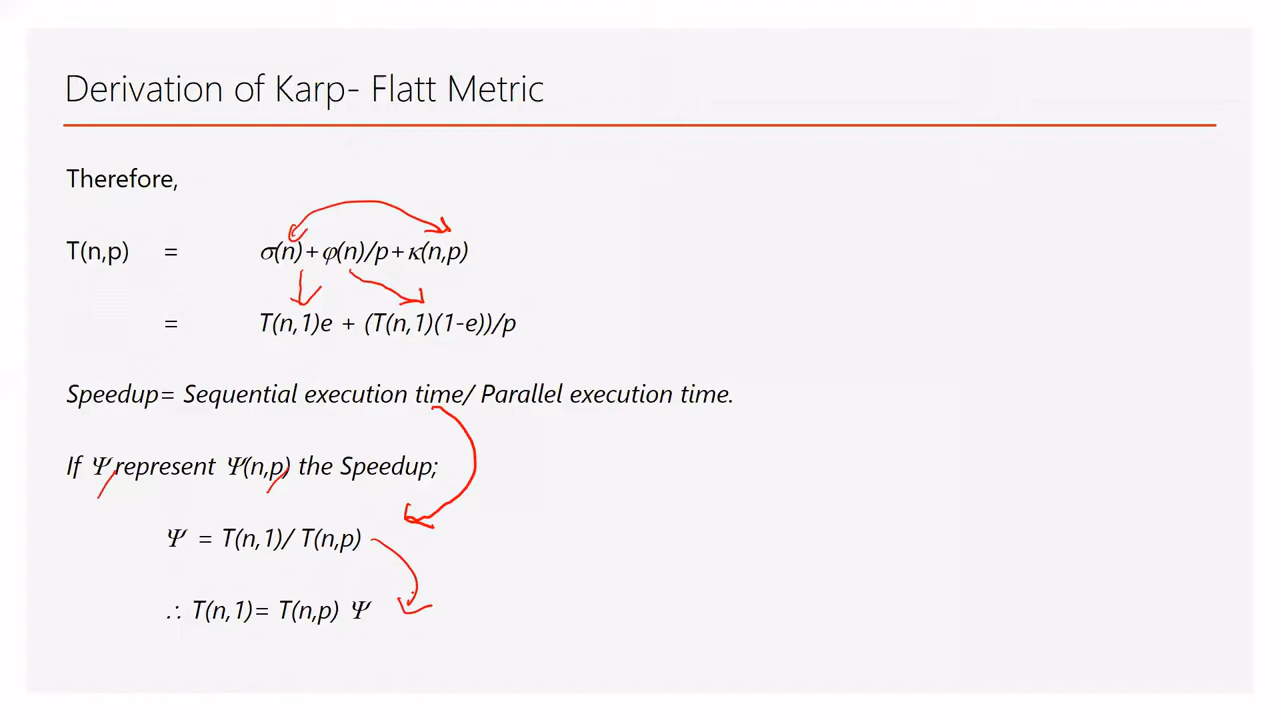 Derivation of Karp- Flatt Metric
Therefore,
T(n,p) = σ(n)+φ(n)/p+κ(n,p)
= T(n,1)e + (T(n,1)(1-e))/p
Speedup= Sequential execution time/ Parallel execution time.
If Ψ represent Ψ(n,p) the Speedup;
Ψ = T(n,1)/ T(n,p)
∴ T(n,1)= T(n,p) Ψ